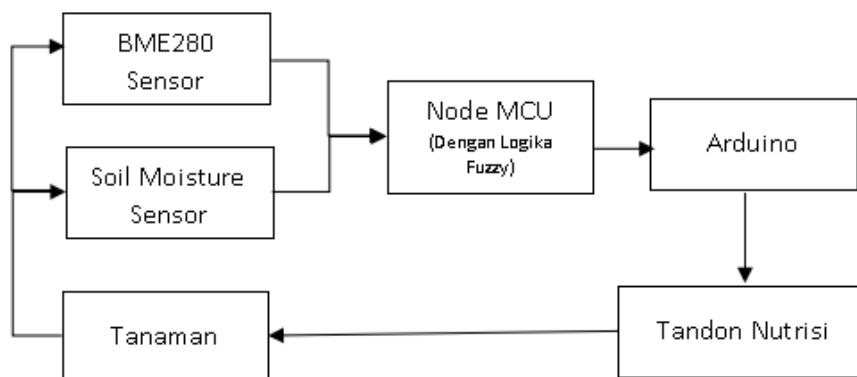 BME280
Sensor
Soil Moisture
Sensor
Node MCU
(Dengan Logika
Fuzzy)
Arduino
Tandon Nutrisi
Tanaman